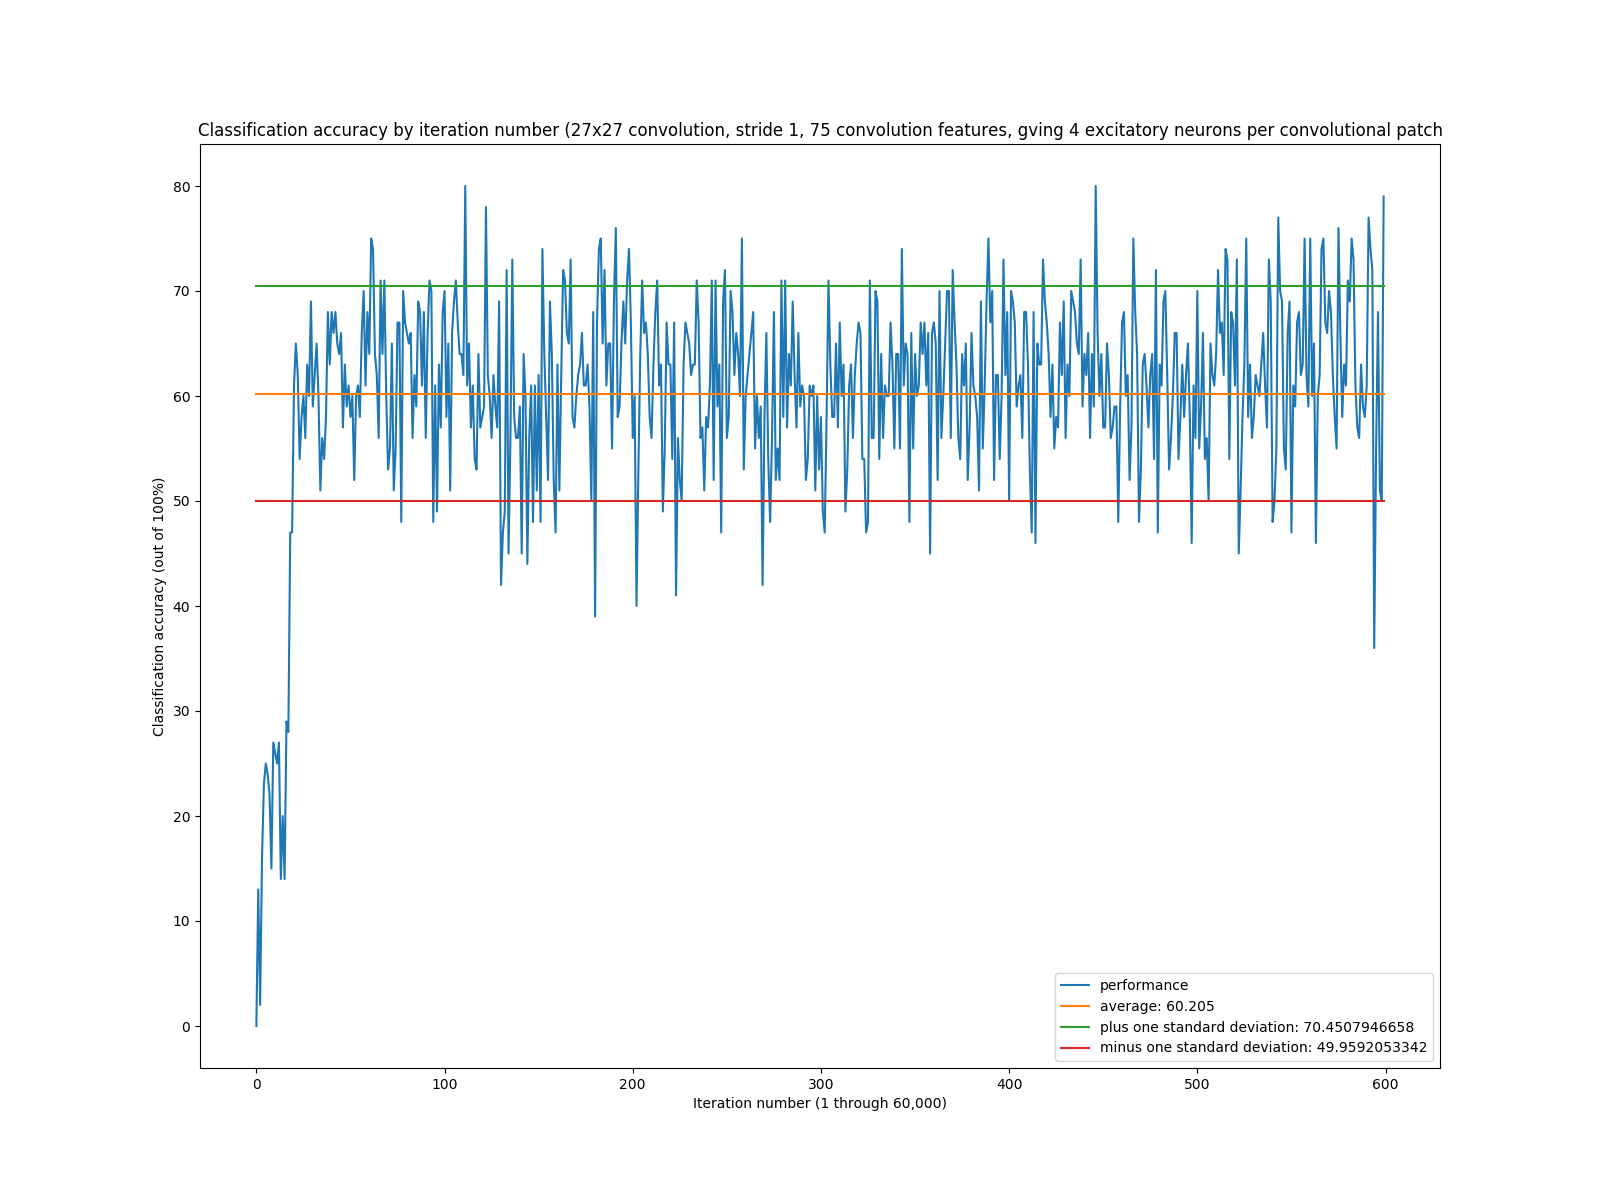 Classification accuracy by iteration number (27x27 convolution, stride 1, 75 convolution features, gving 4 excitatory neurons per convolutional patch
80
70
60
50
40
30
20
10
0
Classification accuracy (out of 100%)
performance
average: 60.205
plus one standard deviation: 70.4507946658
minus one standard deviation: 49.9592053342
0 100 200 300 400 500 600
Iteration number (1 through 60,000)